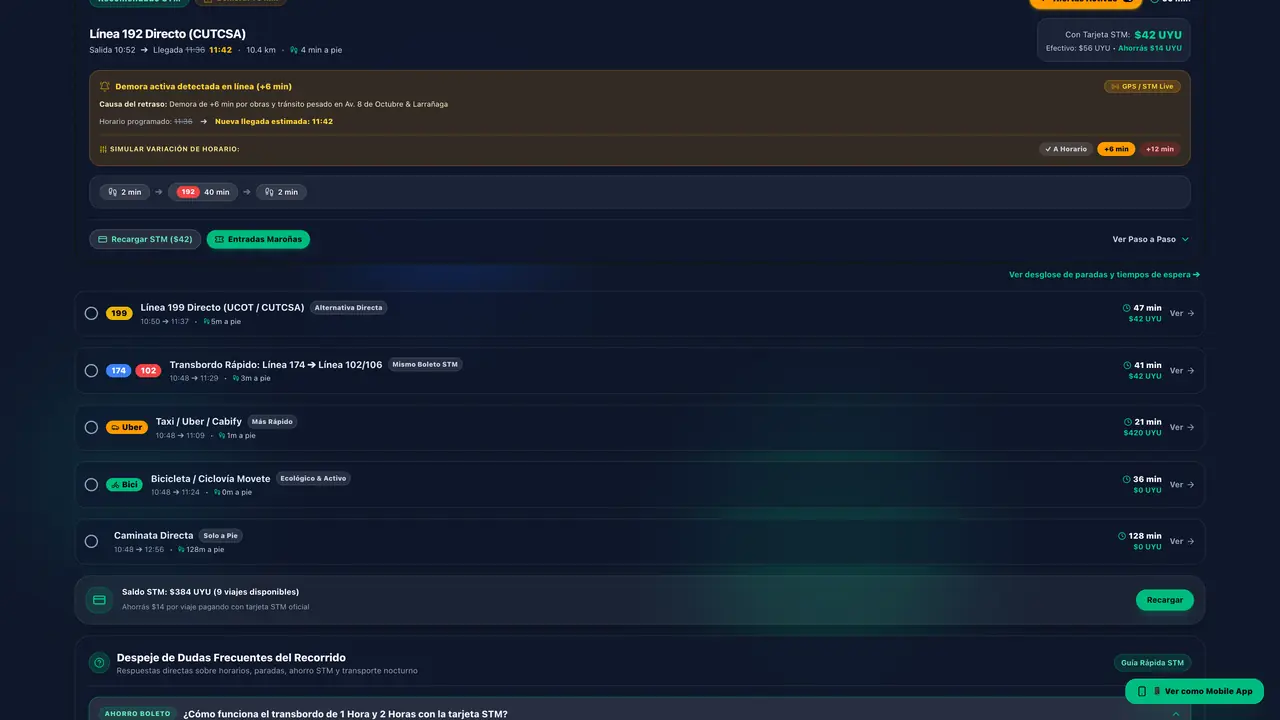 Línea 192 Directo (CUTCSA)
Salida 10:52 → Llegada 11:36 11:42 · 10.4 km · 4 min a pie
Con Tarjeta STM: $42 UYU
Efectivo: $56 UYU • Ahorrás $14 UYU
Demora activa detectada en línea (+6 min)
GPS / STM Live
Causa del retraso: Demora de +6 min por obras y tránsito pesado en Av. 8 de Octubre & Larrañaga
Horario programado: 11:36 → Nueva llegada estimada: 11:42
SIMULAR VARIACIÓN DE HORARIO:
✓ A Horario +6 min +12 min
2 min → 192 40 min → 2 min
Recargar STM ($42) Entradas Maroñas
Ver Paso a Paso
Ver desglose de paradas y tiempos de espera →
199 Línea 199 Directo (UCOT / CUTCSA) Alternativa Directa
10:50 → 11:37 • 5m a pie
47 min
$42 UYU
Ver →
174 102 Transbordo Rápido: Línea 174 → Línea 102/106 Mismo Boleto STM
10:48 → 11:29 • 3m a pie
41 min
$42 UYU
Ver →
Uber Taxi / Uber / Cabify Más Rápido
10:48 → 11:09 • 1m a pie
21 min
$420 UYU
Ver →
Bici Bicicleta / Ciclovía Movete Ecológico & Activo
10:48 → 11:24 • 0m a pie
36 min
$0 UYU
Ver →
Caminata Directa Solo a Pie
10:48 → 12:56 • 128m a pie
128 min
$0 UYU
Ver →
Saldo STM: $384 UYU (9 viajes disponibles)
Ahorrás $14 por viaje pagando con tarjeta STM oficial
Recargar
Despeje de Dudas Frecuentes del Recorrido
Respuestas directas sobre horarios, paradas, ahorro STM y transporte nocturno
Guía Rápida STM
Ver como Mobile App
AHORRO BOLETO ¿Cómo funciona el transbordo de 1 Hora y 2 Horas con la tarjeta STM?